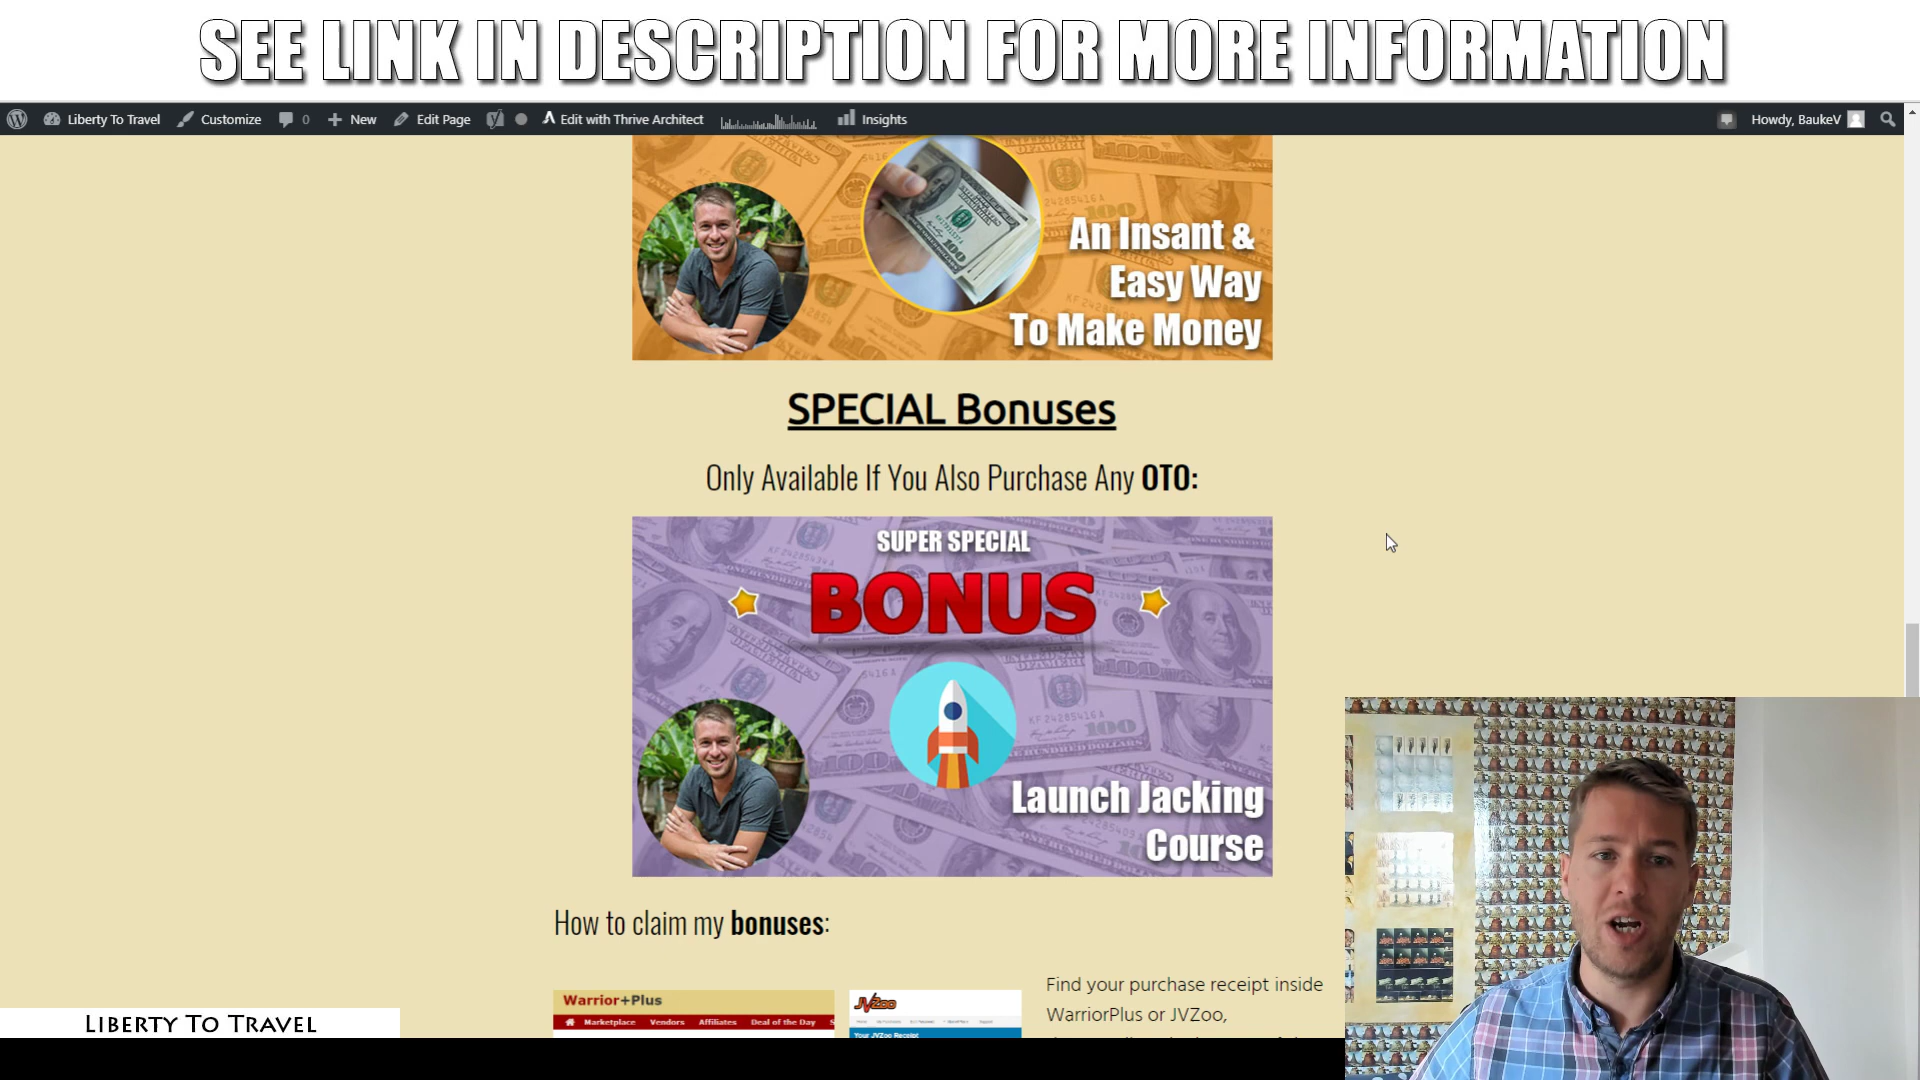 SEE LINK IN DESCRIPTION FOR MORE INFORMATION
Liberty To Travel Customize 0 New Edit Page Edit with Thrive Architect Insights Howdy, BaukeV
An Insant &
Easy Way
To Make Money
SPECIAL Bonuses
Only Available If You Also Purchase Any OTO:
SUPER SPECIAL
BONUS
Launch Jacking
Course
How to claim my bonuses:
Find your purchase receipt inside
WarriorPlus or JVZoo,
Warrior+Plus
Marketplace Vendors Affiliates Deal of the Day S
JVZoo
Your JVZoo Receipt
LIBERTY TO TRAVEL